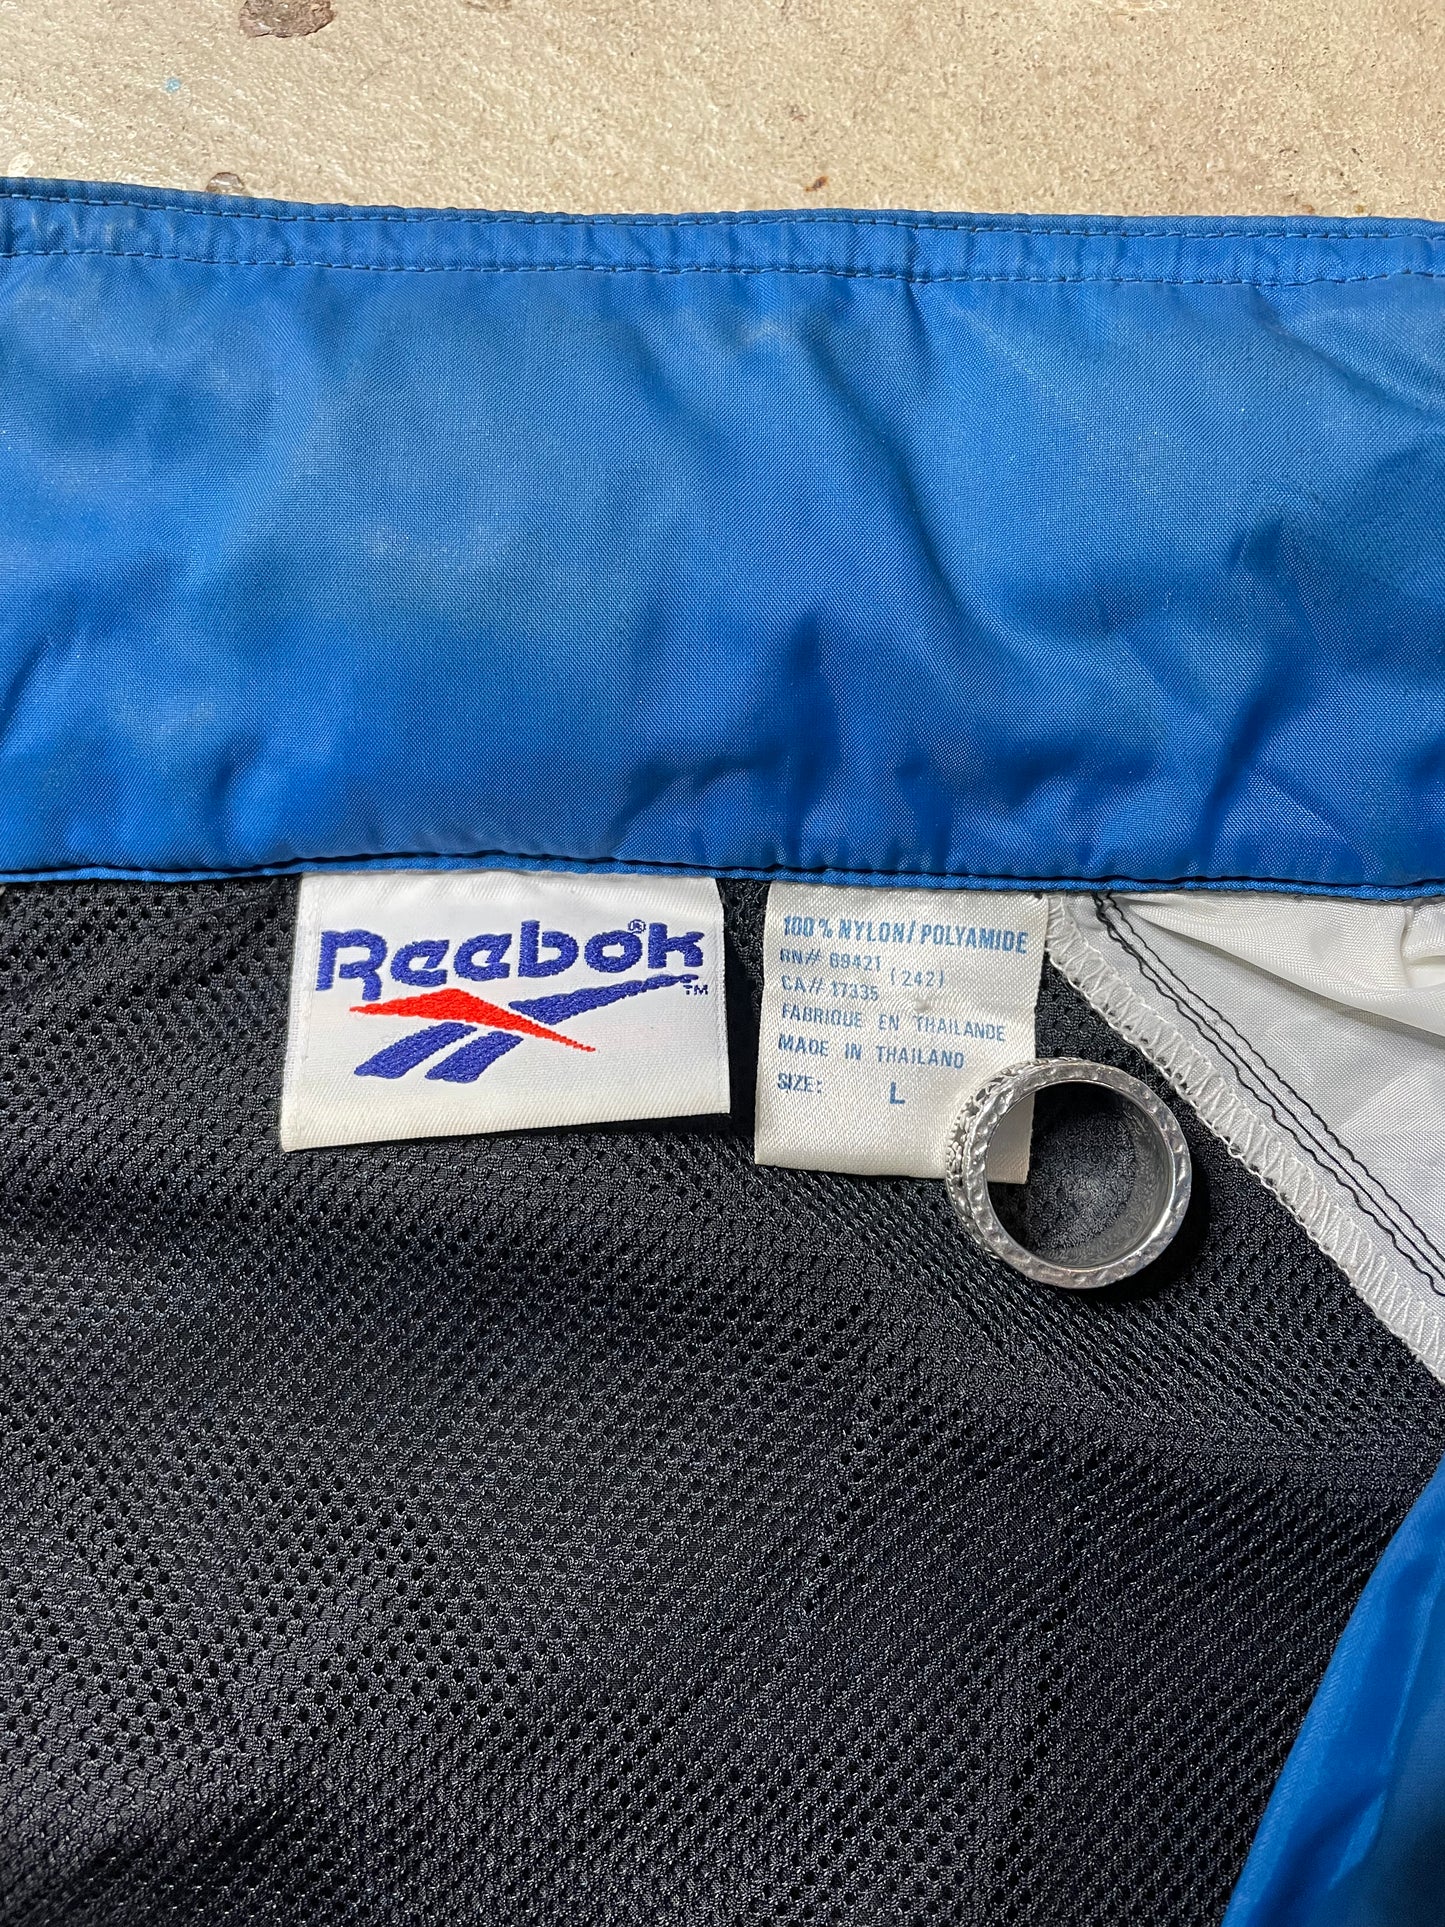 Reebok®
TM
100% NYLON/POLYAMIDE
RN# 69421 (242)
CA# 17335
FABRIQUE EN THAILANDE
MADE IN THAILAND
SIZE: L